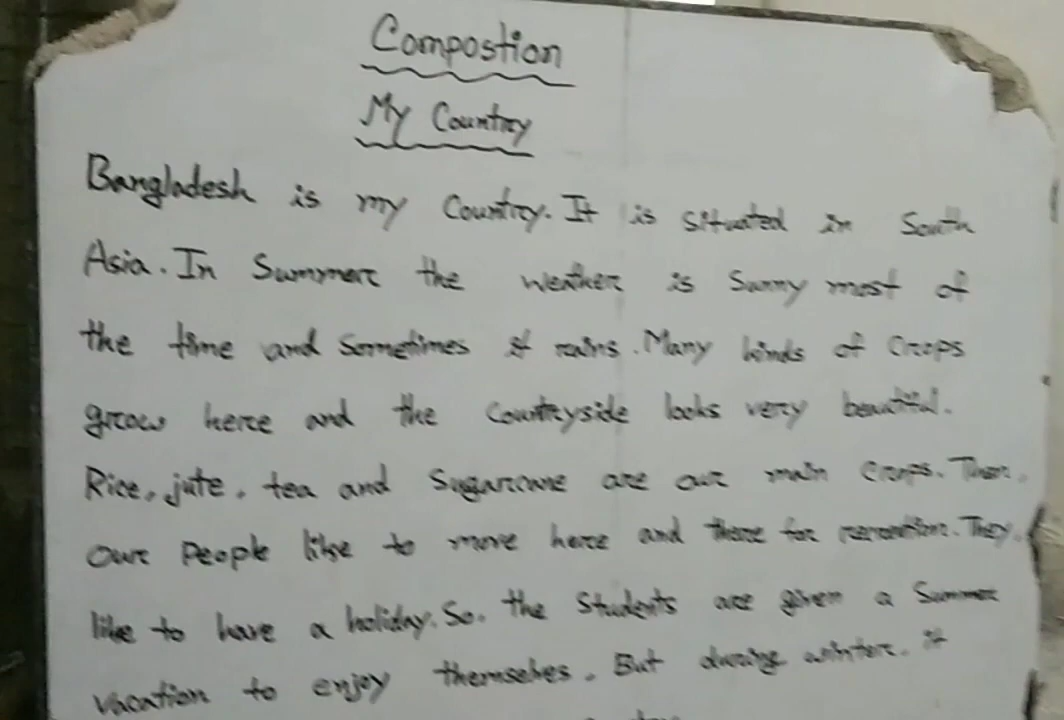 Compostion
My Country
Bangladesh is my Country. It is situated in South
Asia. In Summer the weather is Sunny most of
the time and Sometimes it rains. Many kinds of Crops
grow here and the Countryside looks very beautiful.
Rice, jute, tea and Sugarcane are our main Crops. Then,
our People like to move here and there for recreation. They
like to have a holiday. So, the Students are given a Summer
vacation to enjoy themselves. But during winter, it